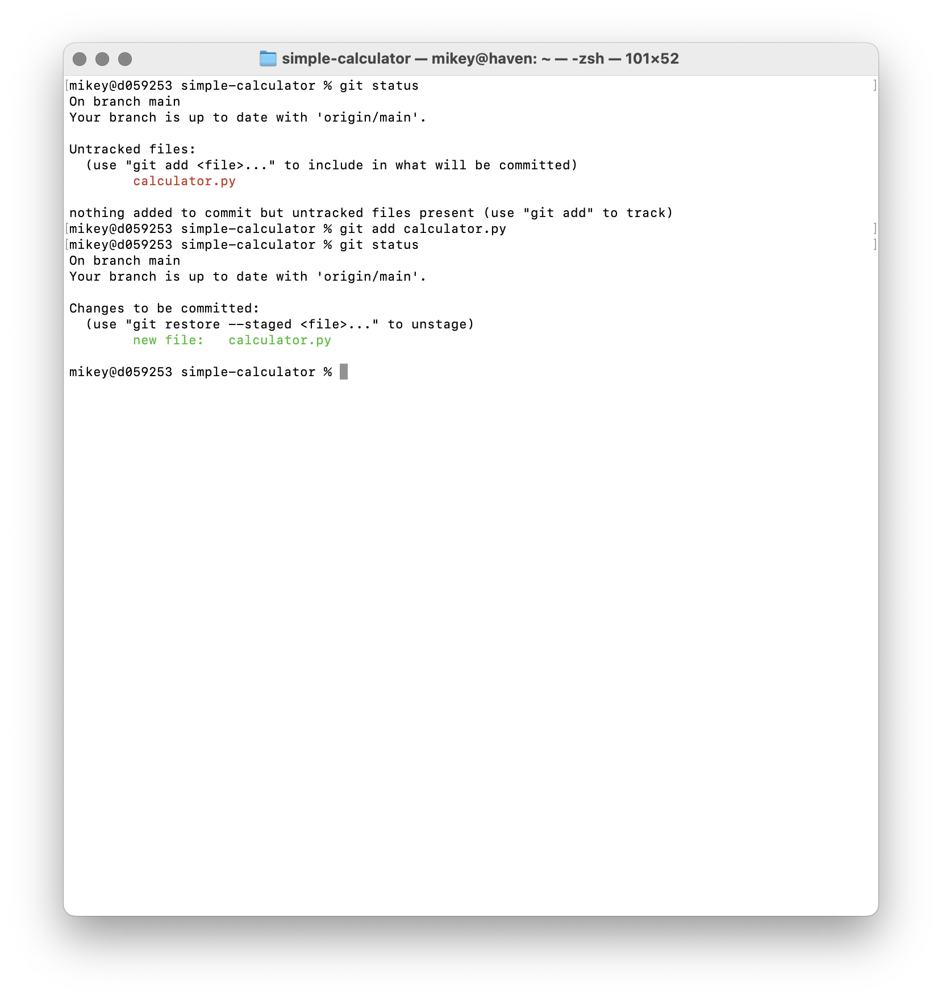 simple-calculator — mikey@haven: ~ — -zsh — 101×52
[mikey@d059253 simple-calculator % git status ]
On branch main
Your branch is up to date with 'origin/main'.
Untracked files:
  (use "git add <file>..." to include in what will be committed)
        calculator.py
nothing added to commit but untracked files present (use "git add" to track)
[mikey@d059253 simple-calculator % git add calculator.py ]
[mikey@d059253 simple-calculator % git status ]
On branch main
Your branch is up to date with 'origin/main'.
Changes to be committed:
  (use "git restore --staged <file>..." to unstage)
        new file:   calculator.py
mikey@d059253 simple-calculator %